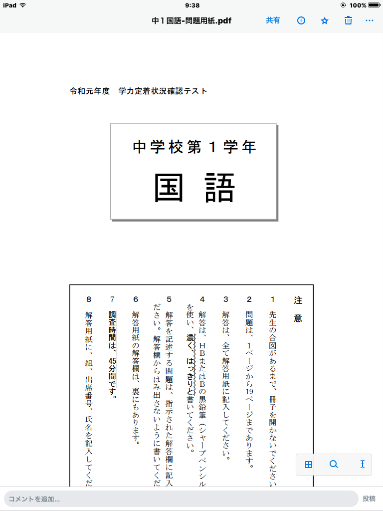 iPad
9:38
100%
中１国語-問題用紙.pdf
共有
令和元年度　学力定着状況確認テスト
中学校第１学年
国 語
注　意
１　先生の合図があるまで、冊子を開かないでください
２　問題は、１ページから19ページまであります。
３　解答は、全て解答用紙に記入してください。
４　解答は、ＨＢまたはＢの黒鉛筆（シャープペンシル
を使い、濃く、はっきりと書いてください。
５　解答を記述する問題は、指示された解答欄に記入
ださい。解答欄からはみ出さないように書いてくだ
６　解答用紙の解答欄は、裏にもあります。
７　調査時間は、45分間です。
８　解答用紙に、組、出席番号、氏名を記入してくだ
コメントを追加...
投稿